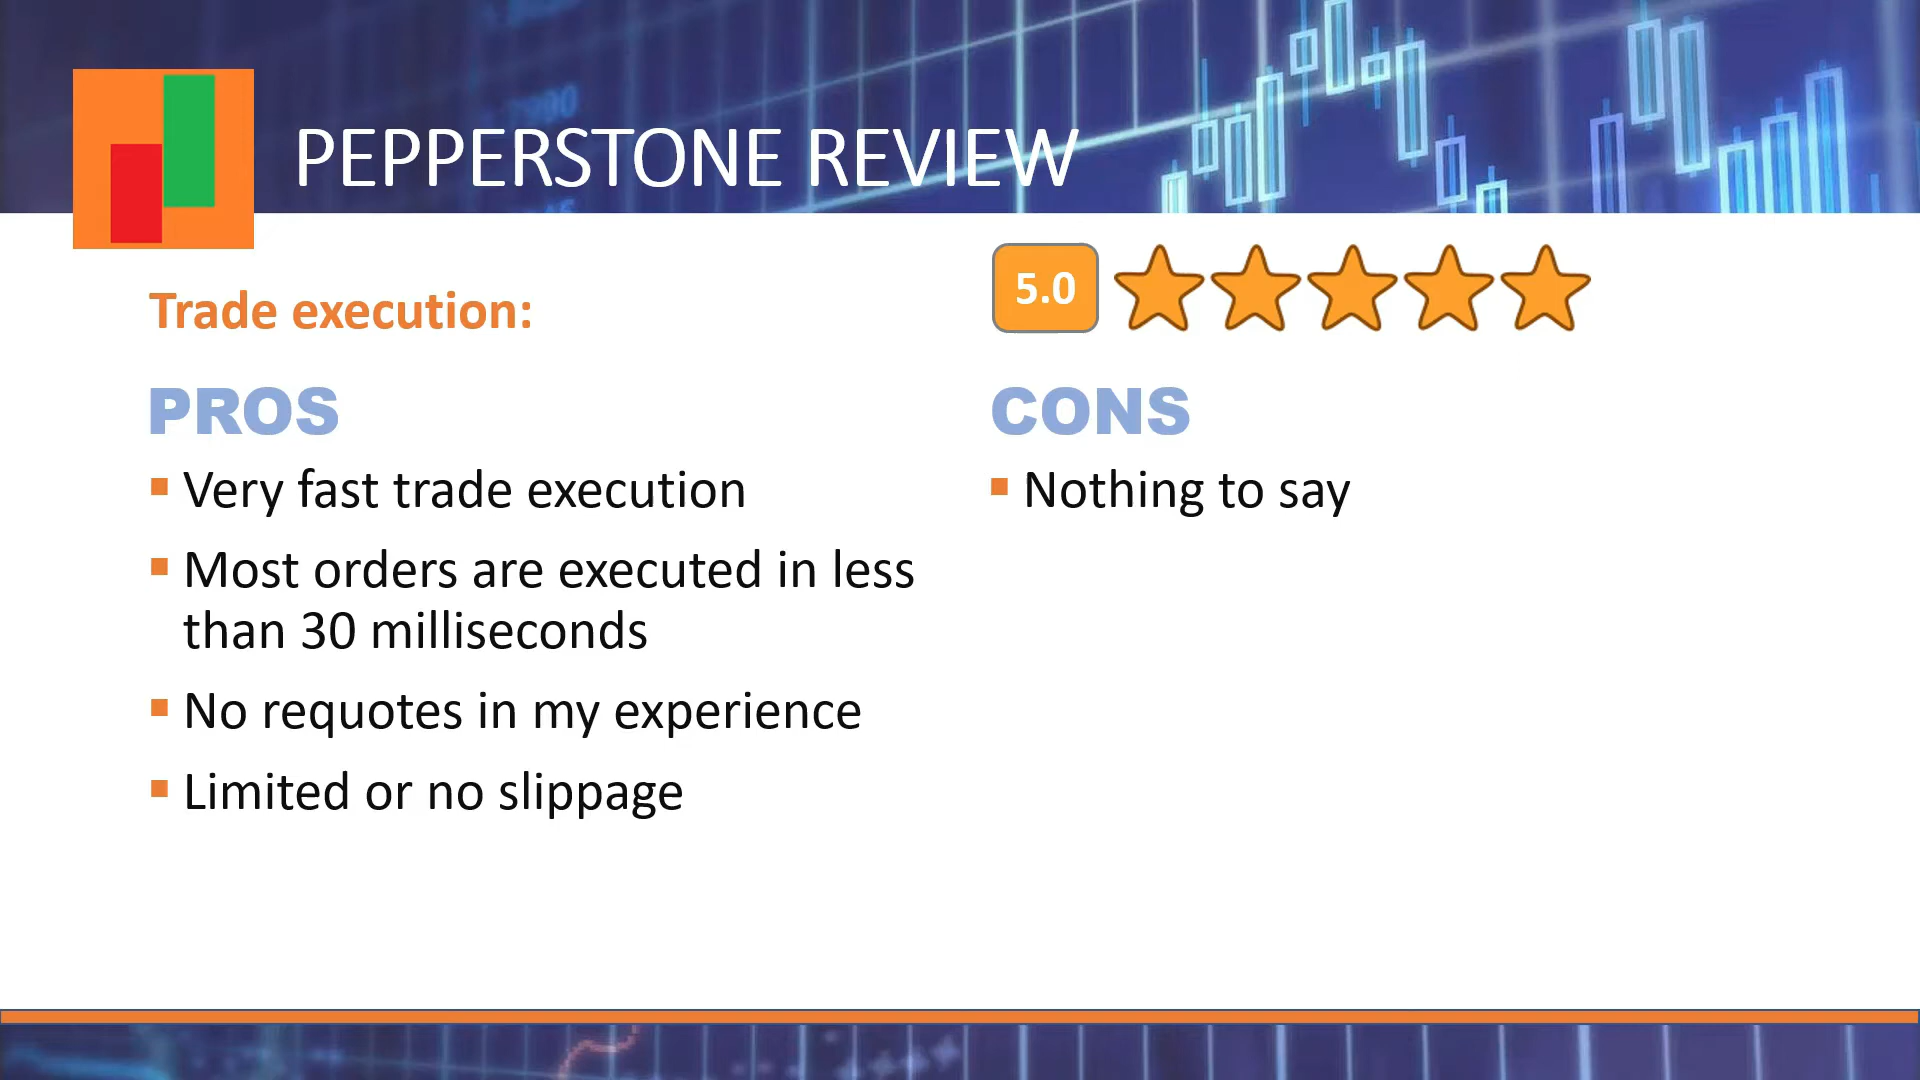 PEPPERSTONE REVIEW
Trade execution:
5.0
PROS
Very fast trade execution
Most orders are executed in less
than 30 milliseconds
No requotes in my experience
Limited or no slippage
CONS
Nothing to say